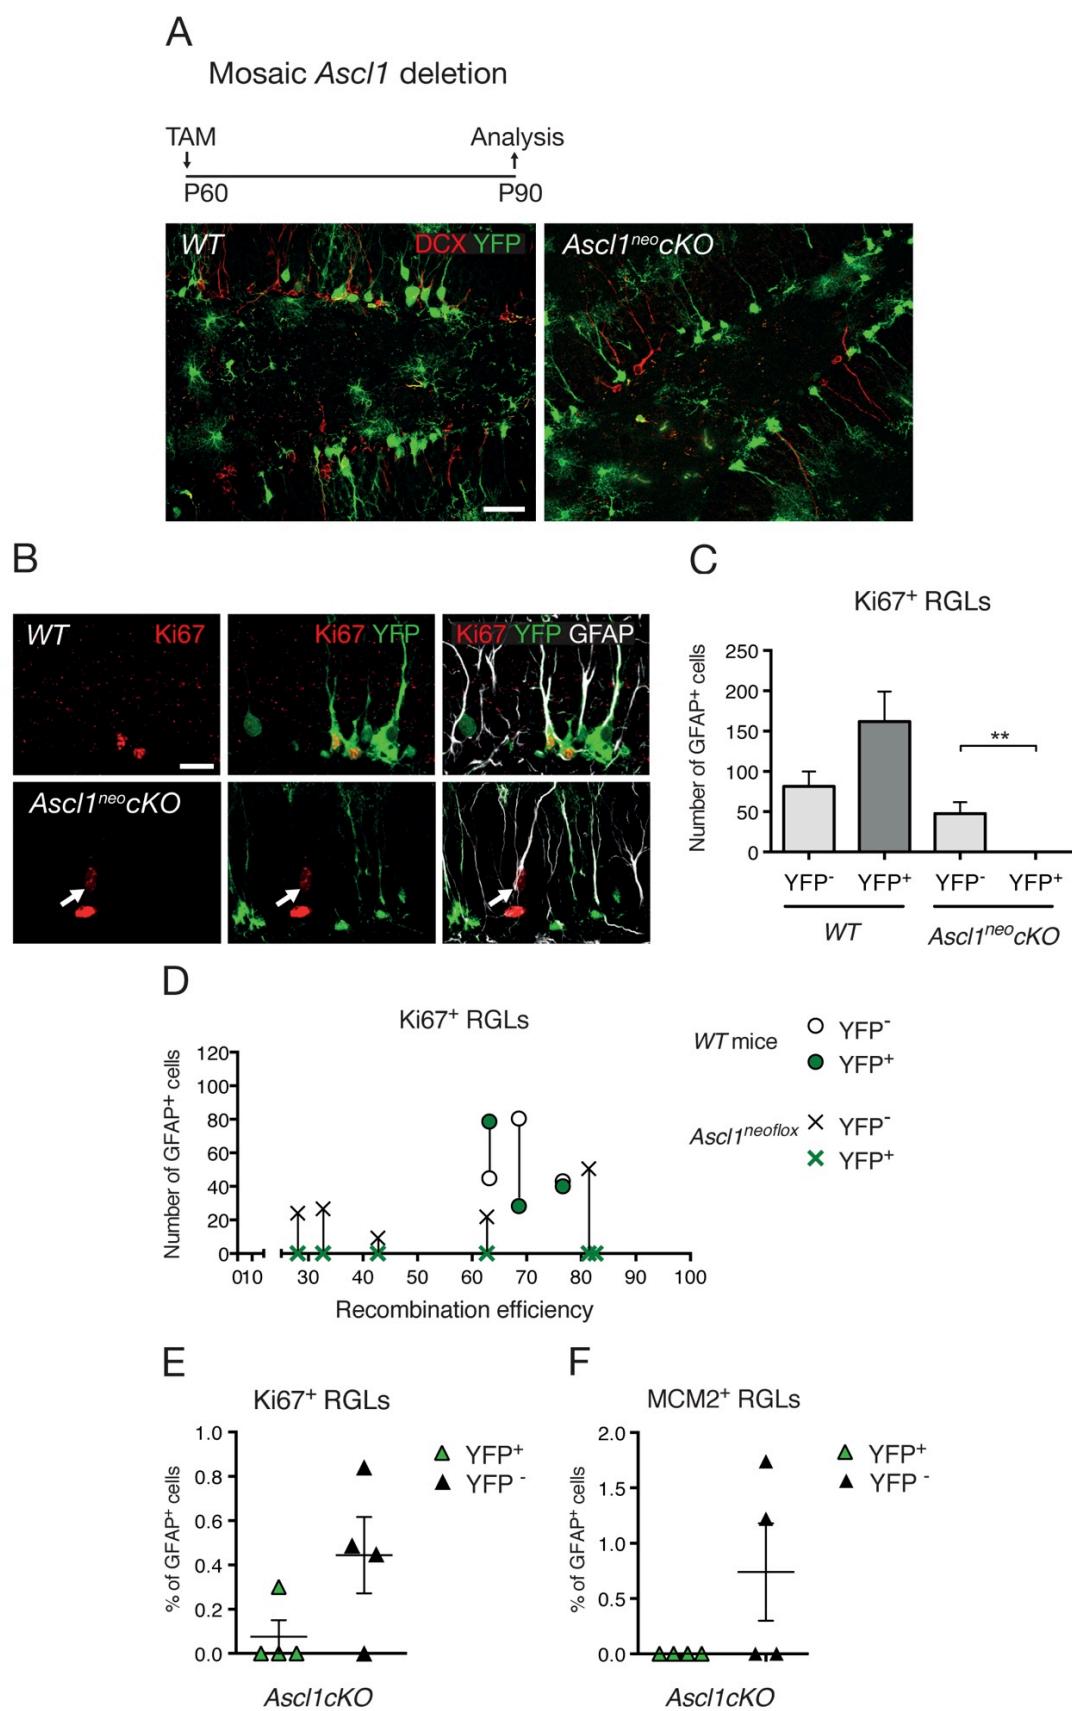 A
Mosaic Ascl1 deletion
TAM
Analysis
P60
P90
WT
DCX YFP
Ascl1neocKO
B
WT
Ki67
Ki67 YFP
Ki67 YFP GFAP
Ascl1neocKO
C
Ki67+ RGLs
Number of GFAP+ cells
250
200
150
100
50
0
**
YFP-
YFP+
YFP-
YFP+
WT
Ascl1neocKO
D
Ki67+ RGLs
Number of GFAP+ cells
120
100
80
60
40
20
0
0 10 30 40 50 60 70 80 90 100
Recombination efficiency
WT mice
YFP-
YFP+
Ascl1neoflox
YFP-
YFP+
E
Ki67+ RGLs
% of GFAP+ cells
1.0
0.8
0.6
0.4
0.2
0.0
YFP+
YFP -
Ascl1cKO
F
MCM2+ RGLs
% of GFAP+ cells
2.0
1.5
1.0
0.5
0.0
YFP+
YFP -
Ascl1cKO